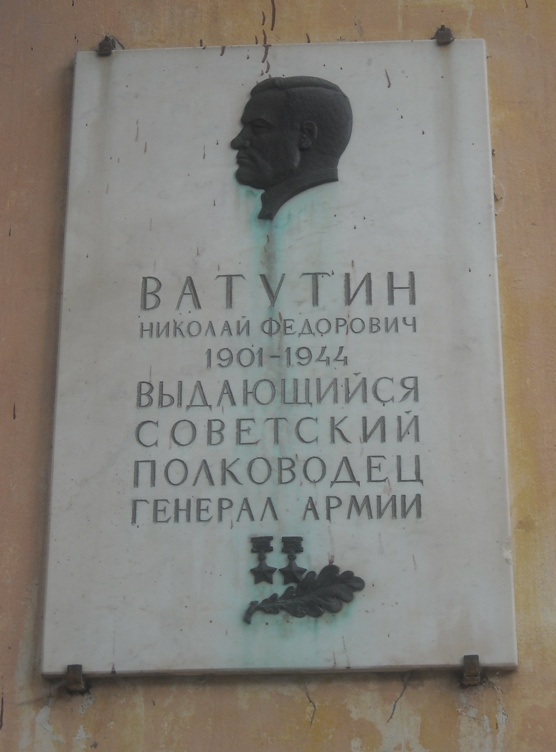 ВАТУТИН
НИКОЛАЙ ФЕДОРОВИЧ
1901-1944
ВЫДАЮЩИЙСЯ
СОВЕТСКИЙ
ПОЛКОВОДЕЦ
ГЕНЕРАЛ АРМИИ